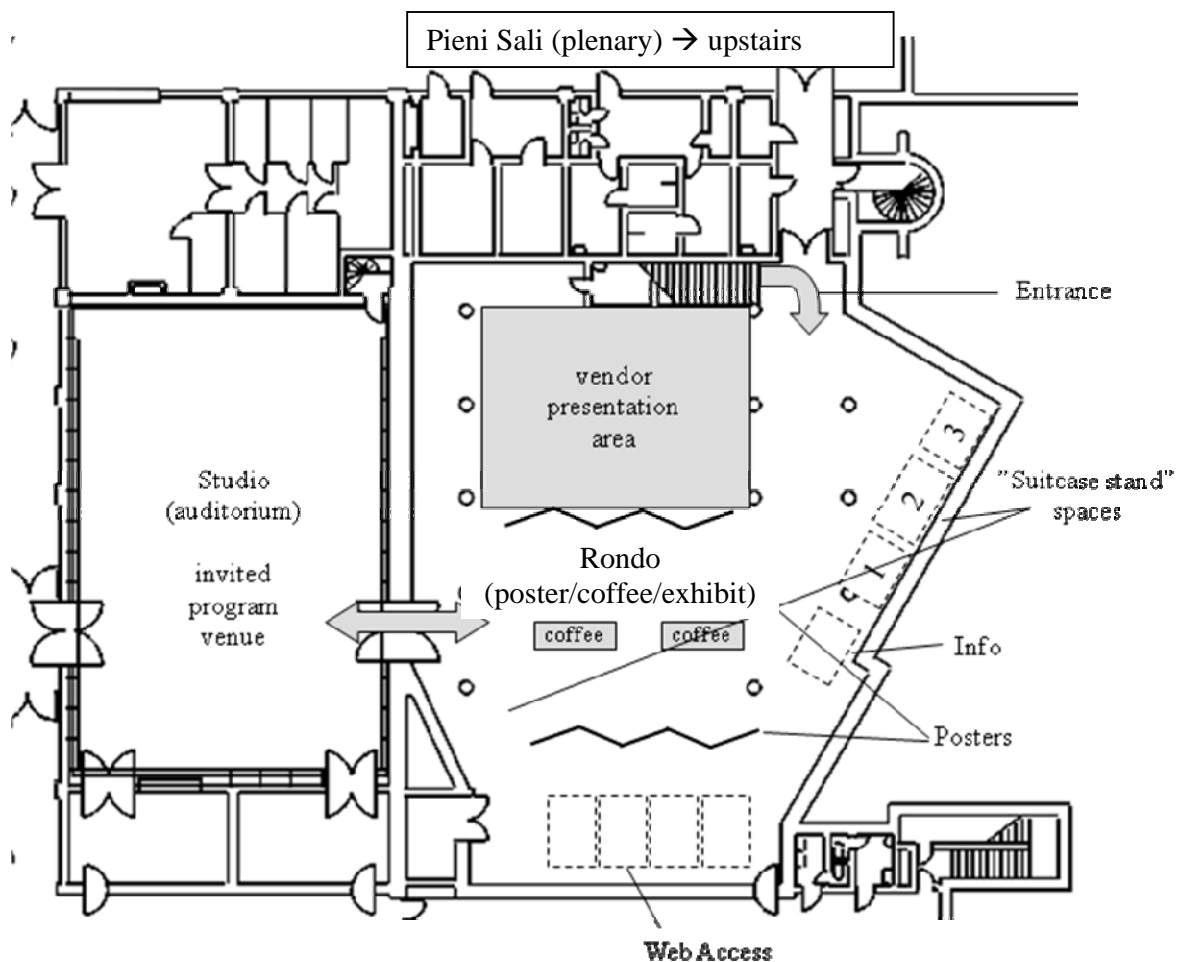 Pieni Sali (plenary) → upstairs
Entrance
vendor
presentation
area
3
2
1
"Suitcase stand"
spaces
Studio
(auditorium)
invited
program
venue
Rondo
(poster/coffee/exhibit)
coffee
coffee
Info
Posters
Web Access